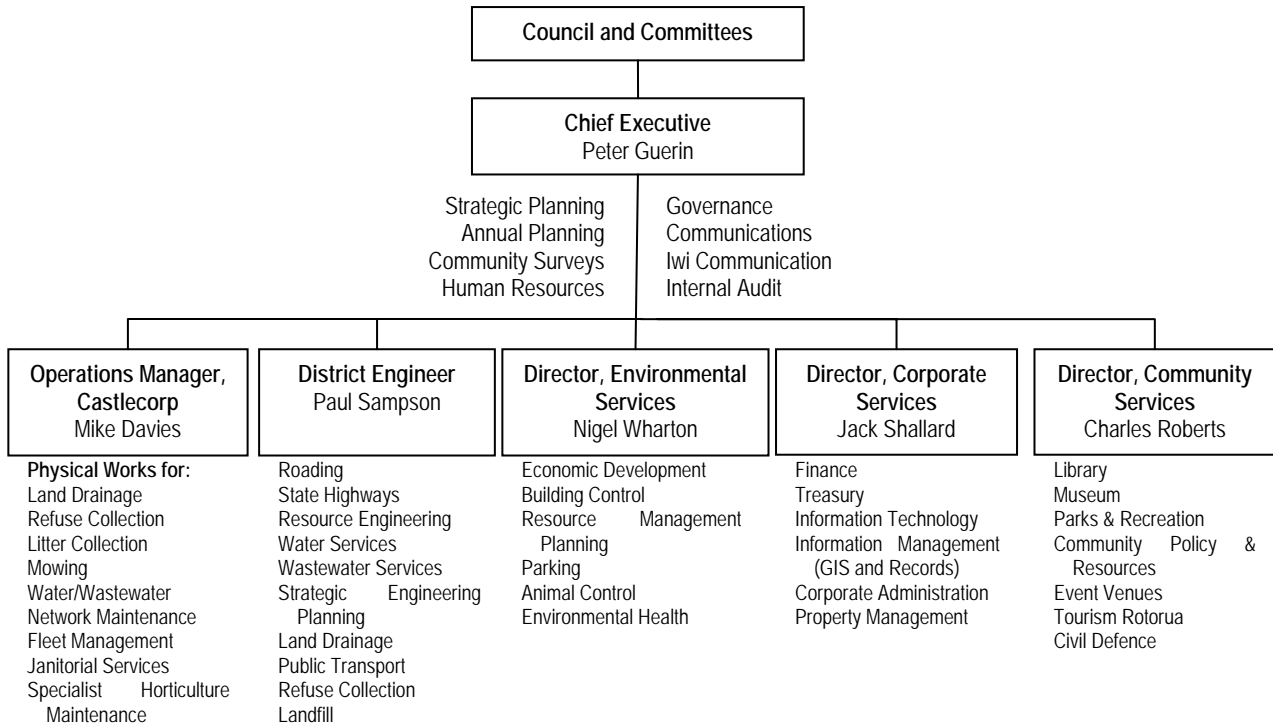 Council and Committees
Chief Executive
Peter Guerin
Strategic Planning
Annual Planning
Community Surveys
Human Resources
Governance
Communications
Iwi Communication
Internal Audit
Operations Manager,
Castlecorp
Mike Davies
Physical Works for:
Land Drainage
Refuse Collection
Litter Collection
Mowing
Water/Wastewater
Network Maintenance
Fleet Management
Janitorial Services
Specialist Horticulture
Maintenance
District Engineer
Paul Sampson
Roading
State Highways
Resource Engineering
Water Services
Wastewater Services
Strategic Engineering
Planning
Land Drainage
Public Transport
Refuse Collection
Landfill
Director, Environmental
Services
Nigel Wharton
Economic Development
Building Control
Resource Management
Planning
Parking
Animal Control
Environmental Health
Director, Corporate
Services
Jack Shallard
Finance
Treasury
Information Technology
Information Management
(GIS and Records)
Corporate Administration
Property Management
Director, Community
Services
Charles Roberts
Library
Museum
Parks & Recreation
Community Policy &
Resources
Event Venues
Tourism Rotorua
Civil Defence